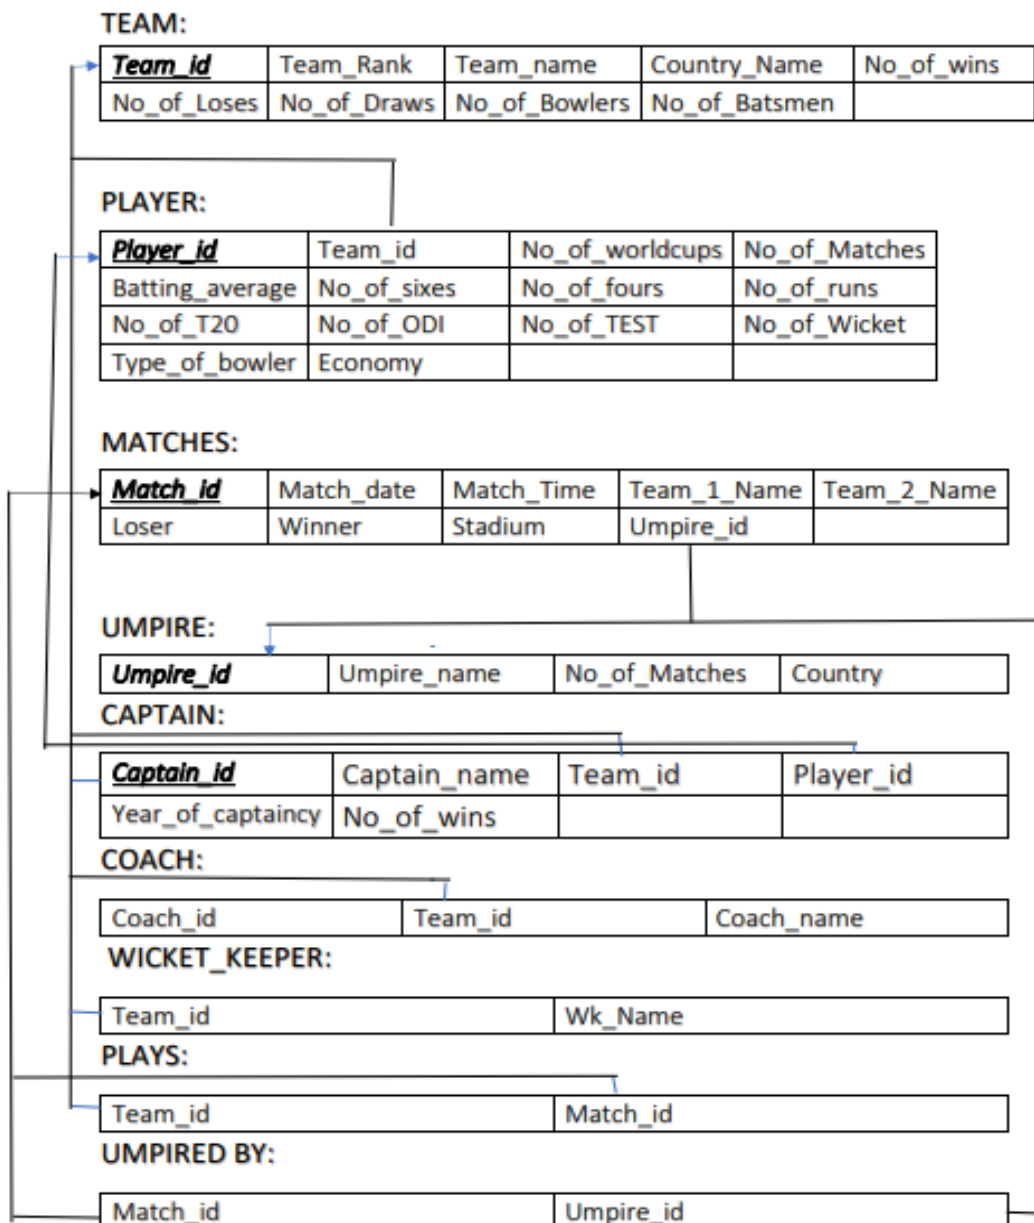 TEAM:
Team_id Team_Rank Team_name Country_Name No_of_wins
No_of_Loses No_of_Draws No_of_Bowlers No_of_Batsmen
PLAYER:
Player_id Team_id No_of_worldcups No_of_Matches
Batting_average No_of_sixes No_of_fours No_of_runs
No_of_T20 No_of_ODI No_of_TEST No_of_Wicket
Type_of_bowler Economy
MATCHES:
Match_id Match_date Match_Time Team_1_Name Team_2_Name
Loser Winner Stadium Umpire_id
UMPIRE:
Umpire_id Umpire_name No_of_Matches Country
CAPTAIN:
Captain_id Captain_name Team_id Player_id
Year_of_captaincy No_of_wins
COACH:
Coach_id Team_id Coach_name
WICKET_KEEPER:
Team_id Wk_Name
PLAYS:
Team_id Match_id
UMPIRED BY:
Match_id Umpire_id